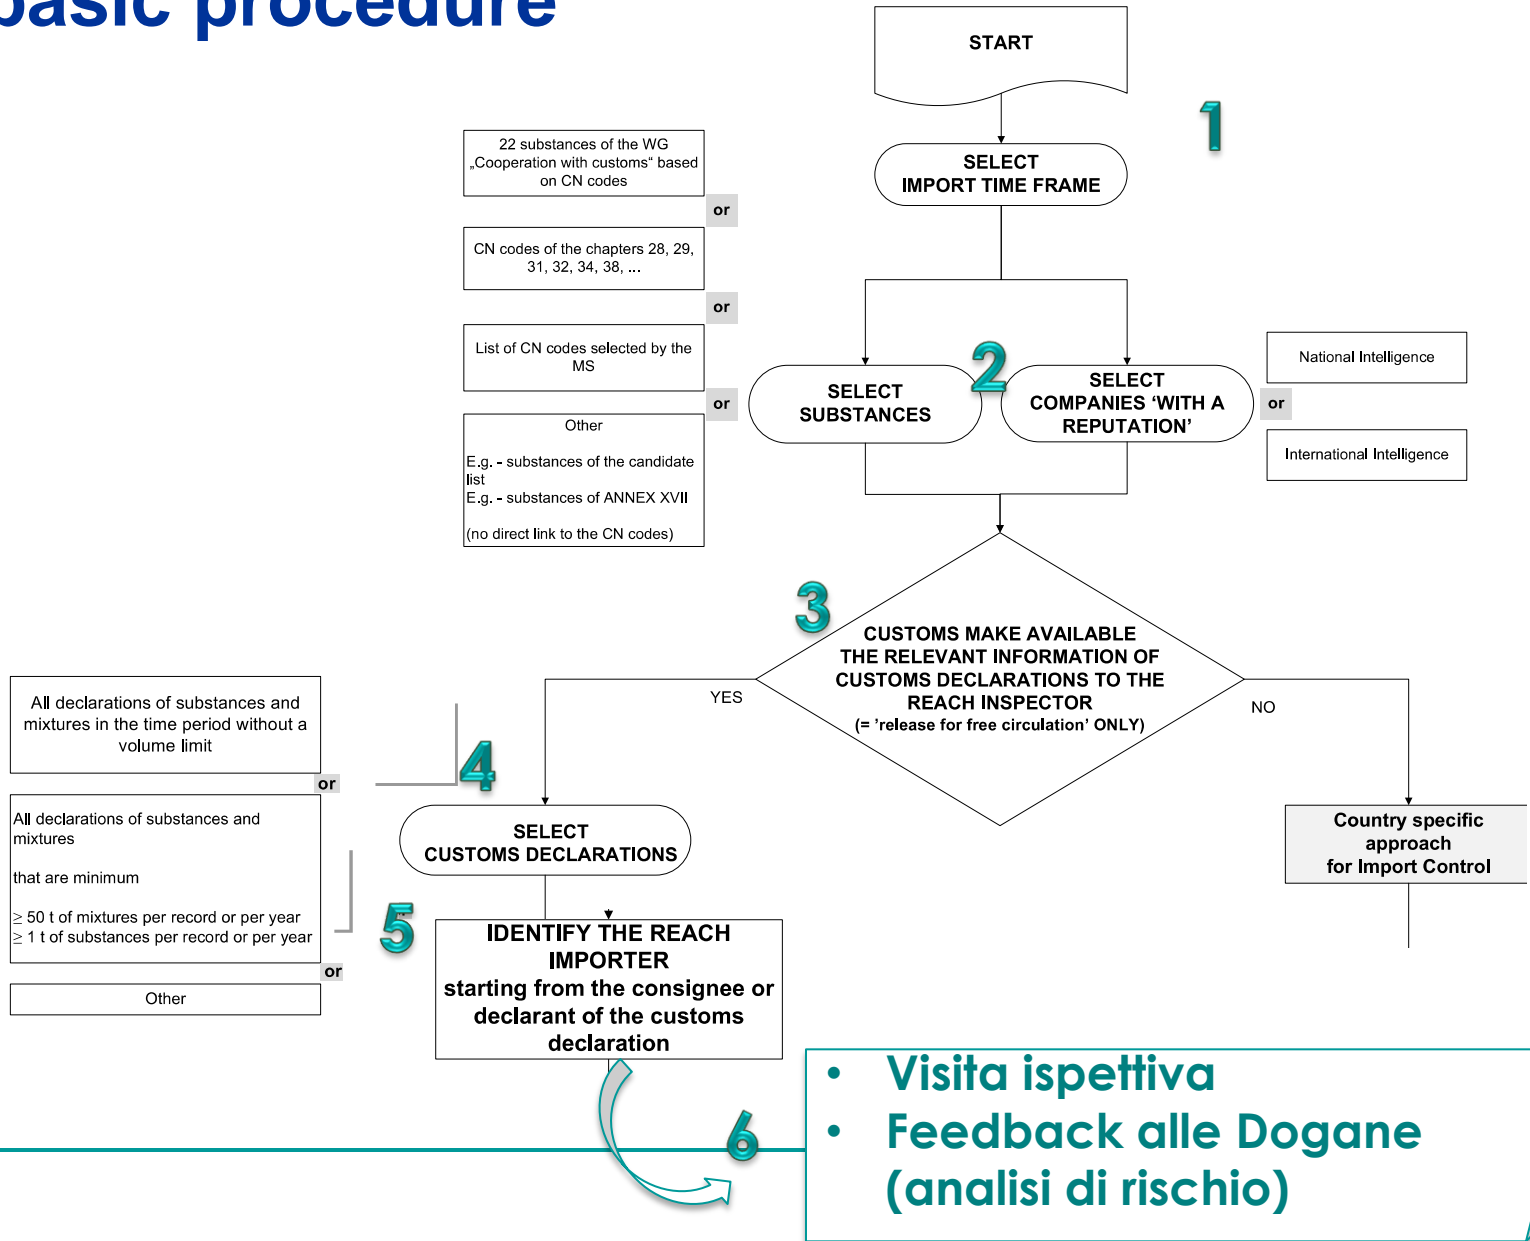 basic procedure
START
1
SELECT
IMPORT TIME FRAME
22 substances of the WG
„Cooperation with customs“ based
on CN codes
or
CN codes of the chapters 28, 29,
31, 32, 34, 38, ...
or
List of CN codes selected by the
MS
or
Other
E.g. - substances of the candidate
list
E.g. - substances of ANNEX XVII
(no direct link to the CN codes)
SELECT
SUBSTANCES
2
SELECT
COMPANIES ‘WITH A
REPUTATION’
National Intelligence
or
International Intelligence
3
CUSTOMS MAKE AVAILABLE
THE RELEVANT INFORMATION OF
CUSTOMS DECLARATIONS TO THE
REACH INSPECTOR
(= ’release for free circulation’ ONLY)
YES
NO
All declarations of substances and
mixtures in the time period without a
volume limit
or
All declarations of substances and
mixtures
that are minimum
≥ 50 t of mixtures per record or per year
≥ 1 t of substances per record or per year
or
Other
4
SELECT
CUSTOMS DECLARATIONS
Country specific
approach
for Import Control
5
IDENTIFY THE REACH
IMPORTER
starting from the consignee or
declarant of the customs
declaration
6
• Visita ispettiva
• Feedback alle Dogane
(analisi di rischio)